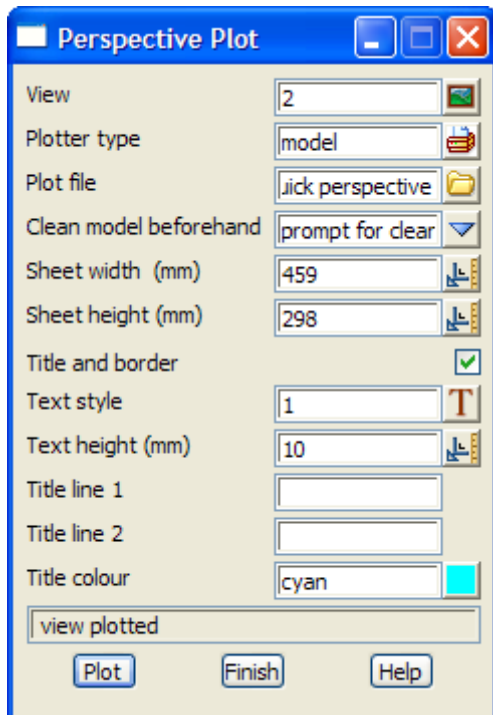 Perspective Plot
View 2
Plotter type model
Plot file uick perspective
Clean model beforehand prompt for clear
Sheet width (mm) 459
Sheet height (mm) 298
Title and border
Text style 1 T
Text height (mm) 10
Title line 1
Title line 2
Title colour cyan
view plotted
Plot Finish Help